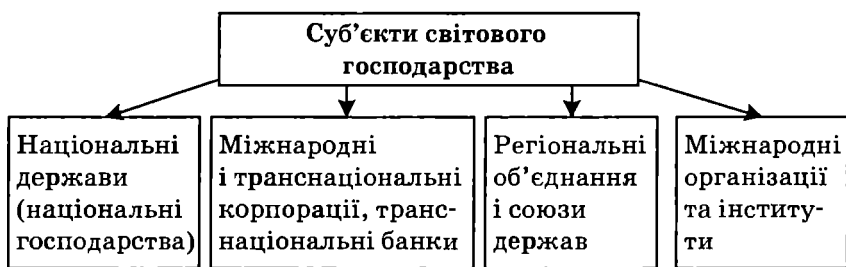 Суб’єкти світового
господарства
Національні
держави
(національні
господарства)
Міжнародні
і транснаціональні
корпорації, транс-
національні банки
Регіональні
об’єднання
і союзи
держав
Міжнародні
організації
та інститу-
ти